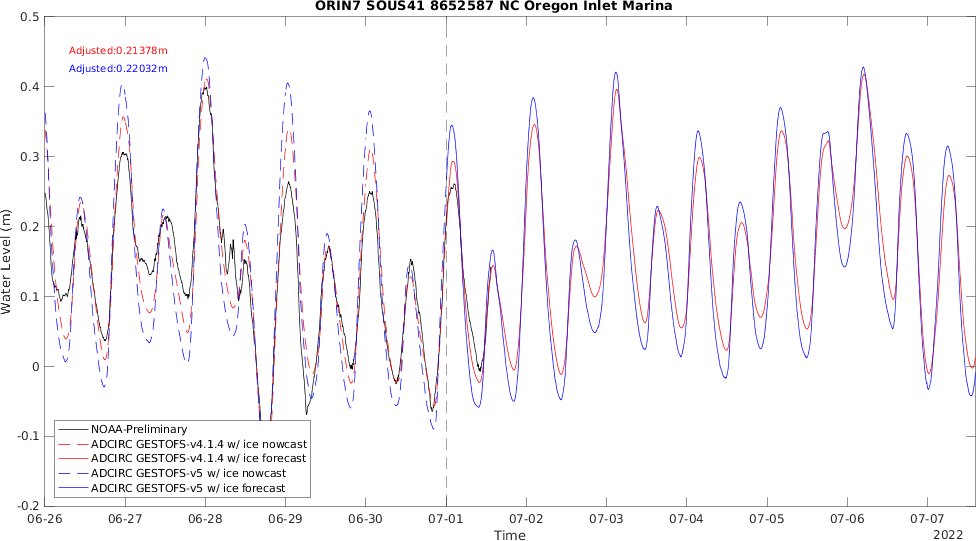 ORIN7 SOUS41 8652587 NC Oregon Inlet Marina
0.5
Adjusted:0.21378m
Adjusted:0.22032m
0.4
0.3
0.2
0.1
0
-0.1
-0.2
Water Level (m)
NOAA-Preliminary
ADCIRC GESTOFS-v4.1.4 w/ ice nowcast
ADCIRC GESTOFS-v4.1.4 w/ ice forecast
ADCIRC GESTOFS-v5 w/ ice nowcast
ADCIRC GESTOFS-v5 w/ ice forecast
06-26 06-27 06-28 06-29 06-30 07-01 07-02 07-03 07-04 07-05 07-06 07-07
Time
2022